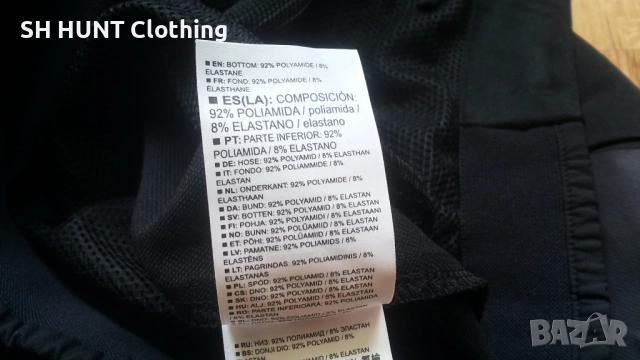 SH HUNT Clothing
■ EN: BOTTOM: 92% POLYAMIDE / 8%
ELASTANE
■ FR: FOND: 92% POLYAMIDE / 8%
ÉLASTHANE
■ ES(LA): COMPOSICIÓN:
92% POLIAMIDA / poliamida /
8% ELASTANO / elastano
■ PT: PARTE INFERIOR: 92%
POLIAMIDA / 8% ELASTANO
■ DE: HOSE: 92% POLYAMID / 8% ELASTHAN
■ IT: FONDO: 92% POLIAMMIDE / 8%
ELASTAN
■ NL: ONDERKANT: 92% POLYAMIDE / 8%
ELASTHAAN
■ DA: BUND: 92% POLYAMID / 8% ELASTAN
■ SV: BOTTEN: 92% POLYAMID / 8% ELASTAN
■ FI: POHJA: 92% POLYAMIDI / 8% ELASTAANI
■ NO: BUNN: 92% POLYAMID / 8% ELASTAN
■ ET: PÕHI: 92% POLÜAMIID / 8% ELASTAAN
■ LV: PAMATNE: 92% POLIAMIDS / 8%
ELASTĒNS
■ LT: PAGRINDAS: 92% POLIAMIDINIS / 8%
ELASTANAS
■ PL: SPÓD: 92% POLIAMID / 8% ELASTAN
■ CS: DNO: 92% POLYAMID / 8% ELASTAN
■ SK: DNO: 92% POLYAMID / 8% ELASTAN
■ HU: ALJ: 92% POLIAMID / 8% ELASZTÁN
■ RO: PARTE INFERIOARĂ: 92% POLIAMIDĂ
■ RU: НИЗ: 92% ПОЛИАМИД / 8% ЭЛАСТАН
■ BS: DONJI DIO: 92% POLIAMID / 8%
BAZAR
bg